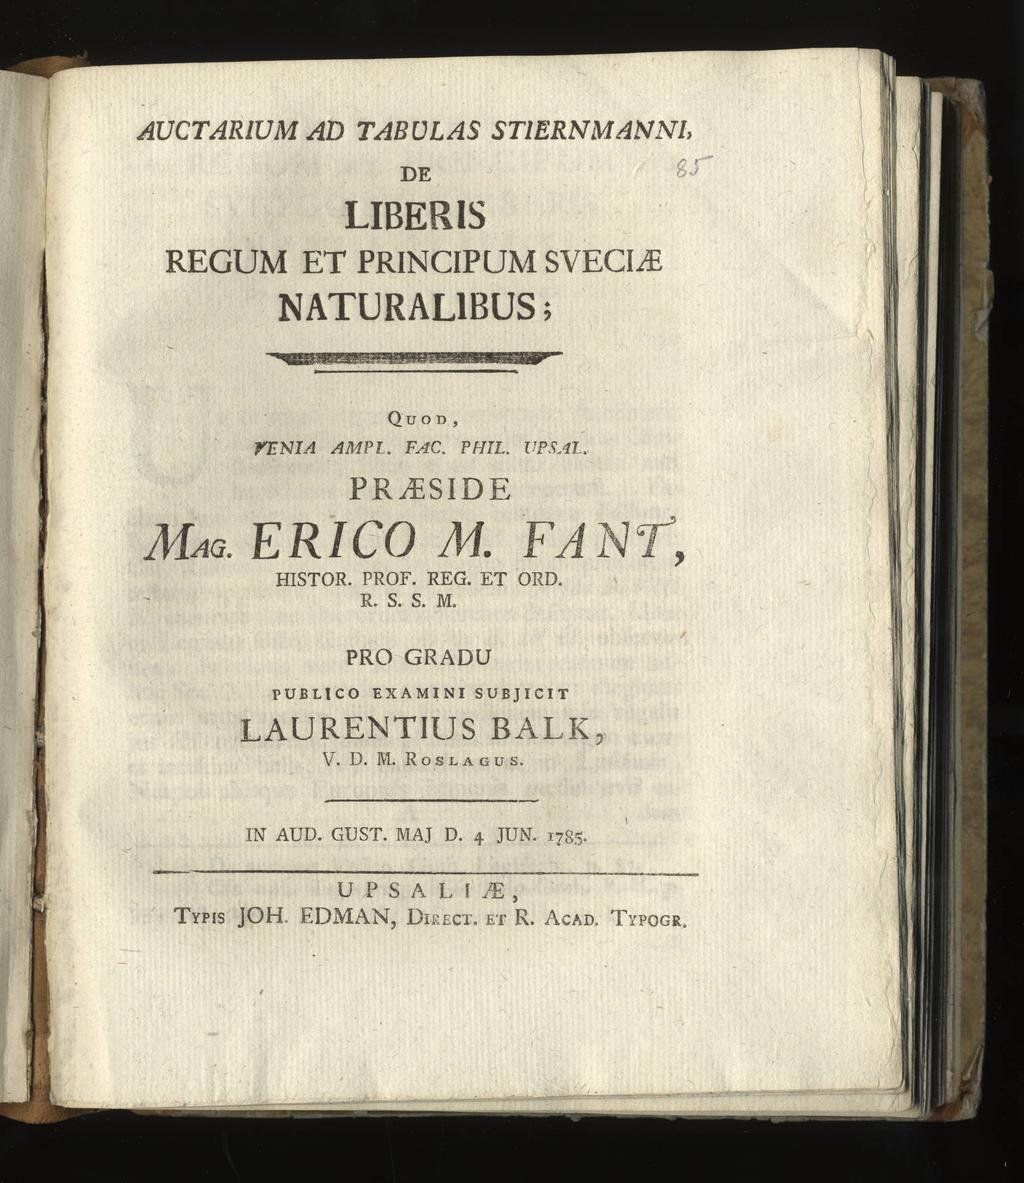 AUCTARIUM AD TABULAS STIERNMANNI,
85
DE
LIBERIS
REGUM ET PRINCIPUM SVECIÆ
NATURALIBUS;
QUOD,
VENIA AMPL. FAC. PHIL. UPSAL.
PRÆSIDE
MAG. ERICO M. FANT,
HISTOR. PROF. REG. ET ORD.
R. S. S. M.
PRO GRADU
PUBLICO EXAMINI SUBJICIT
LAURENTIUS BALK,
V. D. M. ROSLAGUS.
IN AUD. GUST. MAJ D. 4 JUN. 1785.
UPSALIÆ,
TYPIS JOH. EDMAN, DIRECT. ET R. ACAD. TYPOGR.